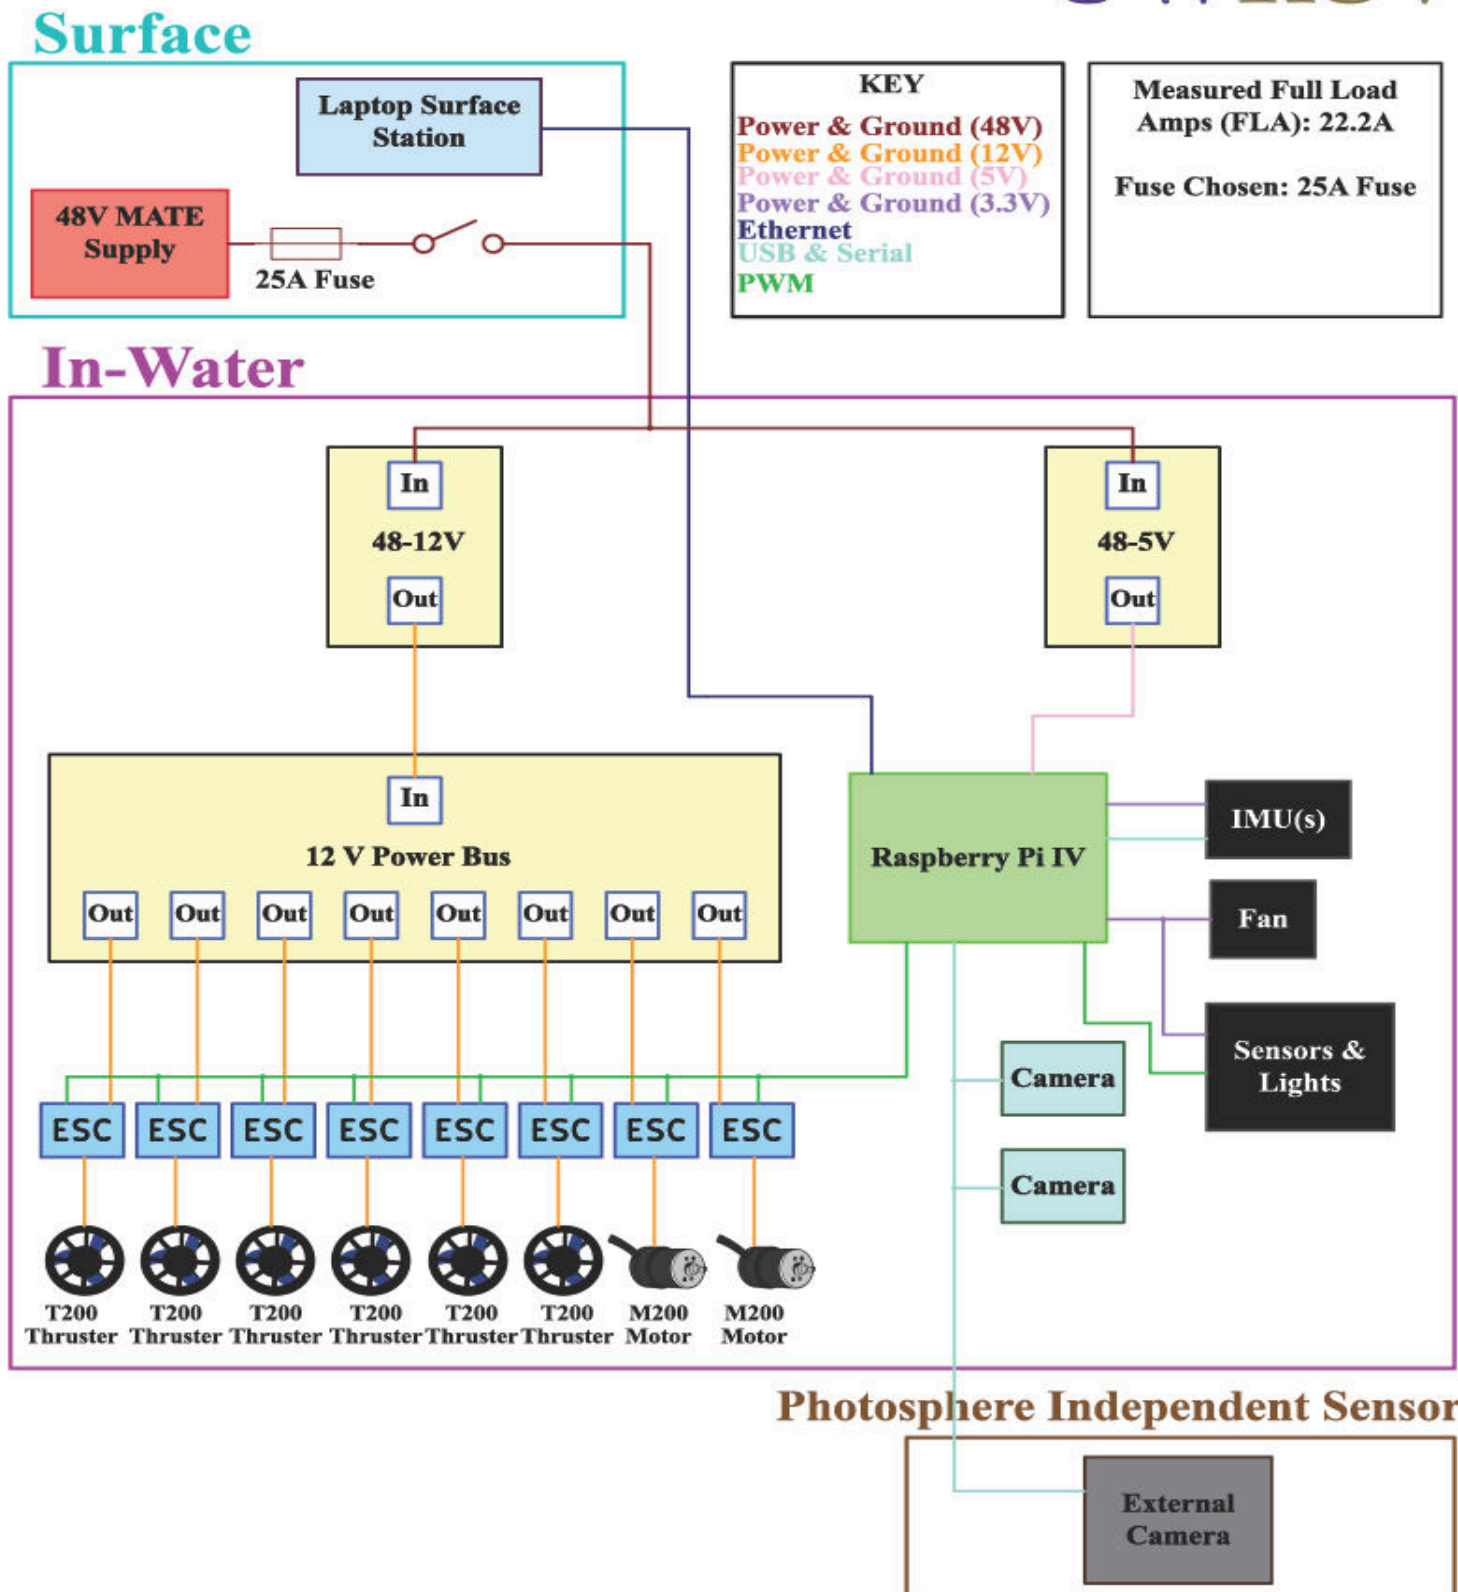 Surface
Laptop Surface
Station
48V MATE
Supply
25A Fuse
KEY
Power & Ground (48V)
Power & Ground (12V)
Power & Ground (5V)
Power & Ground (3.3V)
Ethernet
USB & Serial
PWM
Measured Full Load
Amps (FLA): 22.2A
Fuse Chosen: 25A Fuse
In-Water
In
48-12V
Out
In
48-5V
Out
In
12 V Power Bus
Out Out Out Out Out Out Out Out
Raspberry Pi IV
IMU(s)
Fan
Sensors &
Lights
Camera
Camera
ESC ESC ESC ESC ESC ESC ESC ESC
T200 T200 T200 T200 T200 T200 M200 M200
Thruster Thruster Thruster Thruster Thruster Thruster Motor Motor
Photosphere Independent Sensor
External
Camera